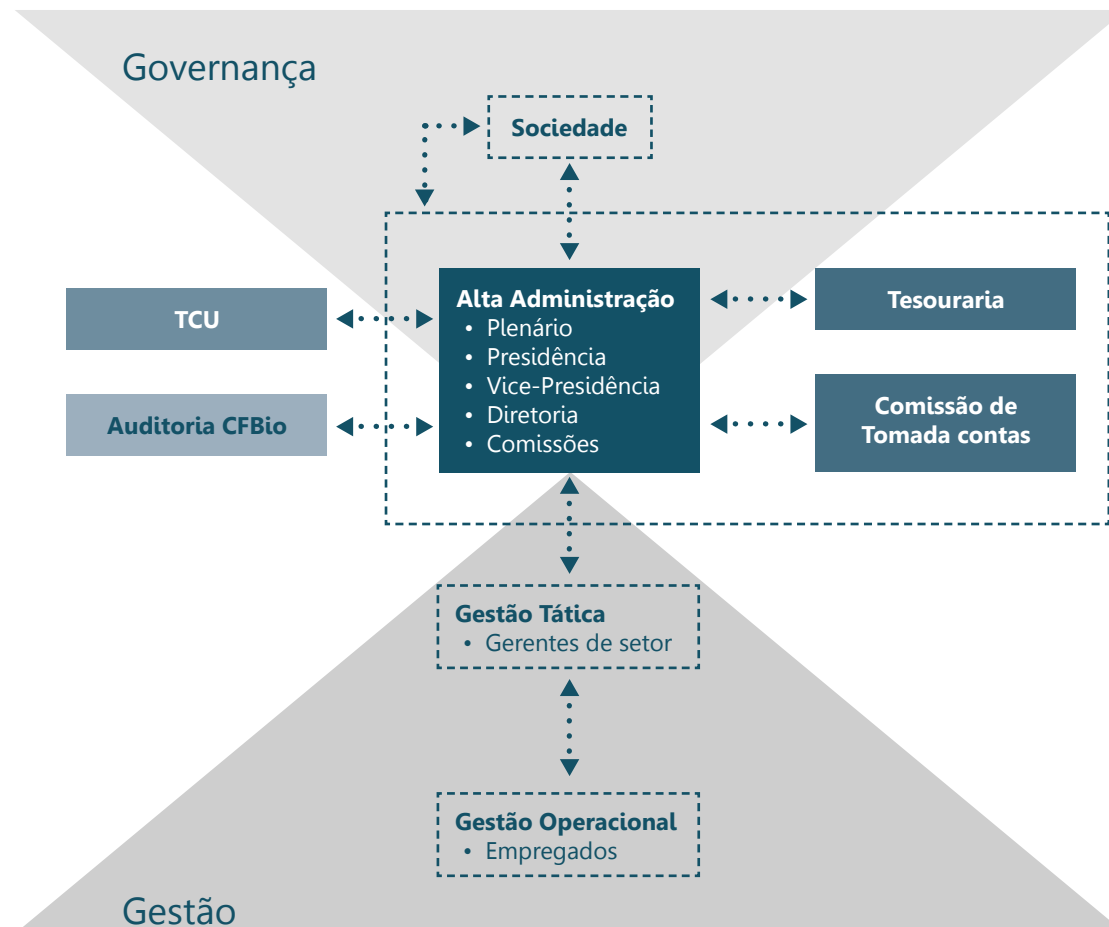 Governança
Sociedade
TCU
Auditoria CFBio
Alta Administração
• Plenário
• Presidência
• Vice-Presidência
• Diretoria
• Comissões
Tesouraria
Comissão de
Tomada contas
Gestão Tática
• Gerentes de setor
Gestão Operacional
• Empregados
Gestão